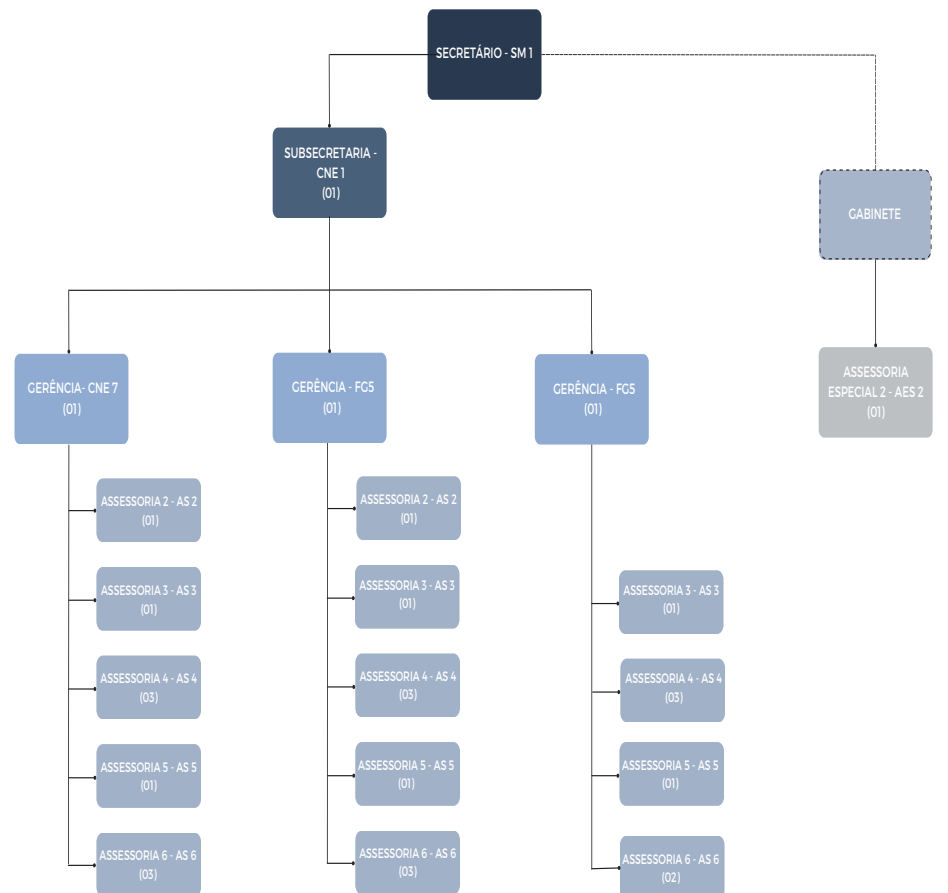 SECRETÁRIO - SM 1
SUBSECRETARIA -
CNE 1
(01)
GABINETE
GERÊNCIA- CNE 7
(01)
GERÊNCIA - FG5
(01)
GERÊNCIA - FG5
(01)
ASSESSORIA
ESPECIAL 2 - AES 2
(01)
ASSESSORIA 2 - AS 2
(01)
ASSESSORIA 3 - AS 3
(01)
ASSESSORIA 4 - AS 4
(03)
ASSESSORIA 5 - AS 5
(01)
ASSESSORIA 6 - AS 6
(03)
ASSESSORIA 2 - AS 2
(01)
ASSESSORIA 3 - AS 3
(01)
ASSESSORIA 4 - AS 4
(03)
ASSESSORIA 5 - AS 5
(01)
ASSESSORIA 6 - AS 6
(03)
ASSESSORIA 3 - AS 3
(01)
ASSESSORIA 4 - AS 4
(03)
ASSESSORIA 5 - AS 5
(01)
ASSESSORIA 6 - AS 6
(02)